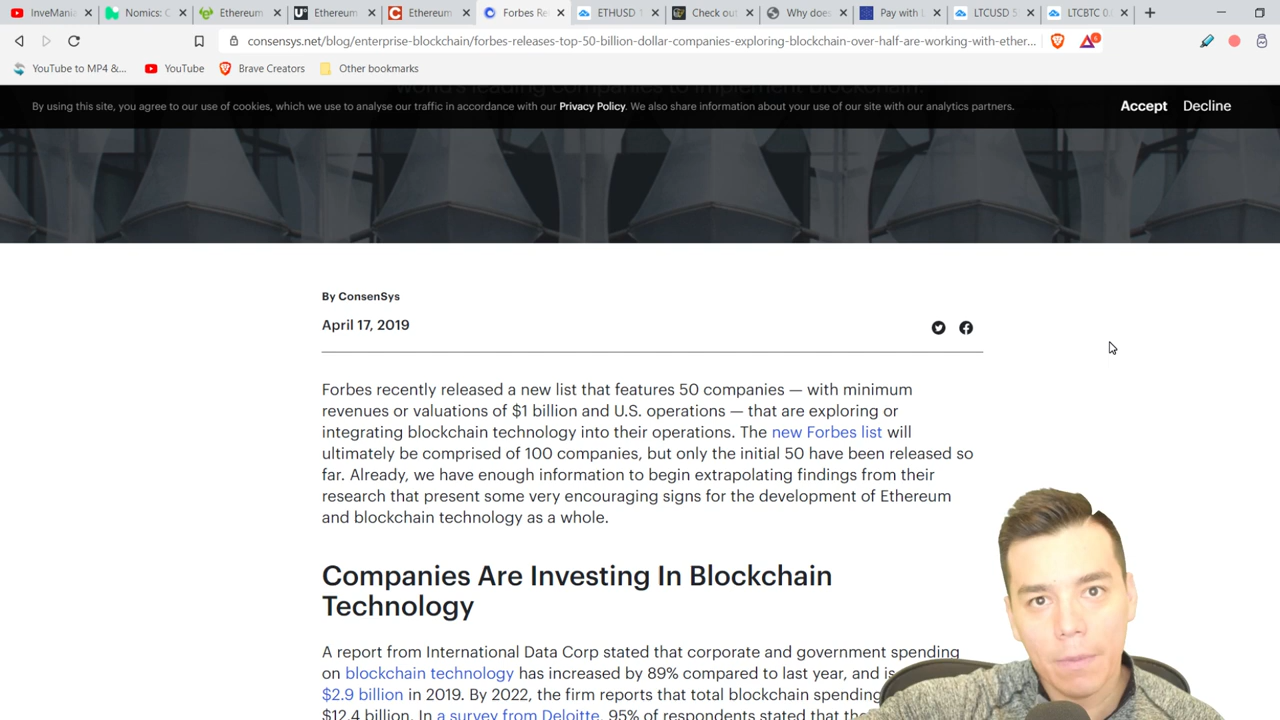 InveMania
Nomics: C
Ethereum
Ethereum
Ethereum
Forbes Re
ETHUSD
Check out
Why does
Pay with L
LTCUSD 5
LTCBTC 0.
consensys.net/blog/enterprise-blockchain/forbes-releases-top-50-billion-dollar-companies-exploring-blockchain-over-half-are-working-with-ether...
YouTube to MP4 &...
YouTube
Brave Creators
Other bookmarks
world's leading companies to implement blockchain.
By using this site, you agree to our use of cookies, which we use to analyse our traffic in accordance with our Privacy Policy. We also share information about your use of our site with our analytics partners.
Accept
Decline
By ConsenSys
April 17, 2019
Forbes recently released a new list that features 50 companies — with minimum
revenues or valuations of $1 billion and U.S. operations — that are exploring or
integrating blockchain technology into their operations. The new Forbes list will
ultimately be comprised of 100 companies, but only the initial 50 have been released so
far. Already, we have enough information to begin extrapolating findings from their
research that present some very encouraging signs for the development of Ethereum
and blockchain technology as a whole.
Companies Are Investing In Blockchain
Technology
A report from International Data Corp stated that corporate and government spending
on blockchain technology has increased by 89% compared to last year, and is
$2.9 billion in 2019. By 2022, the firm reports that total blockchain spending
$12.4 billion. In a survey from Deloitte, 95% of respondents stated that the